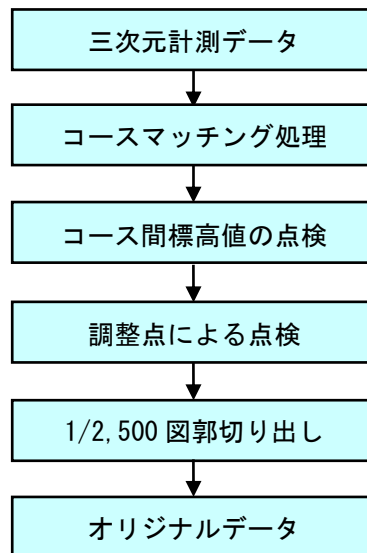 三次元計測データ
コースマッチング処理
コース間標高値の点検
調整点による点検
1/2,500 図郭切り出し
オリジナルデータ